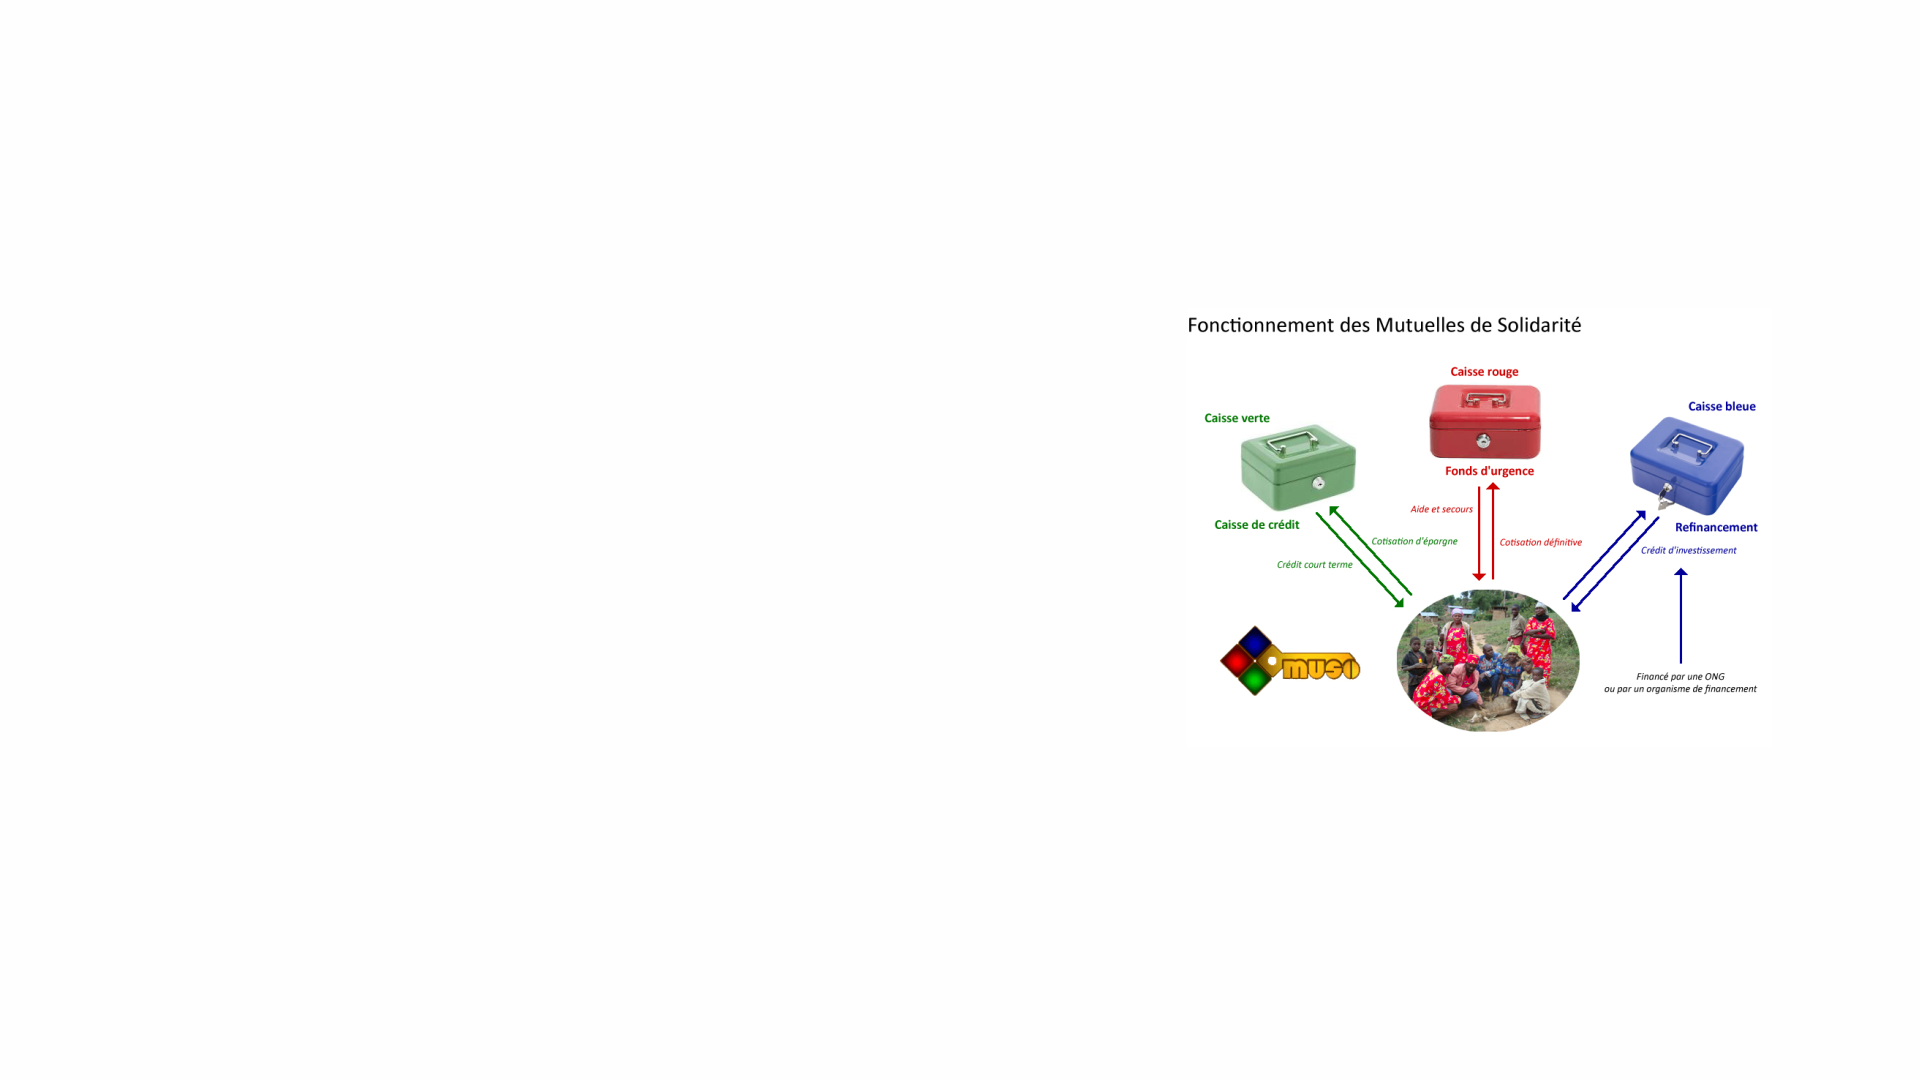 Fonctionnement des Mutuelles de Solidarité
Caisse rouge
Caisse bleue
Caisse verte
Fonds d'urgence
Aide et secours
Caisse de crédit
Refinancement
Cotisation d'épargne
Cotisation définitive
Crédit d'investissement
Crédit court terme
muso
Financé par une ONG
ou par un organisme de financement